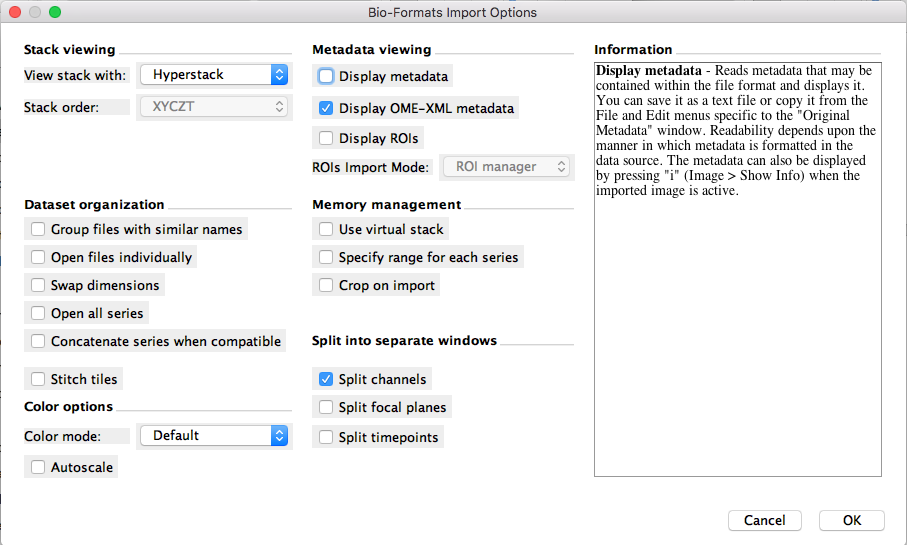 Bio-Formats Import Options
Stack viewing
View stack with: Hyperstack
Stack order: XYCZT
Metadata viewing
Display metadata
Display OME-XML metadata
Display ROIs
ROIs Import Mode: ROI manager
Information
Display metadata - Reads metadata that may be
contained within the file format and displays it.
You can save it as a text file or copy it from the
File and Edit menus specific to the "Original
Metadata" window. Readability depends upon the
manner in which metadata is formatted in the
data source. The metadata can also be displayed
by pressing "i" (Image > Show Info) when the
imported image is active.
Dataset organization
Group files with similar names
Open files individually
Swap dimensions
Open all series
Concatenate series when compatible
Stitch tiles
Memory management
Use virtual stack
Specify range for each series
Crop on import
Color options
Color mode: Default
Autoscale
Split into separate windows
Split channels
Split focal planes
Split timepoints
Cancel
OK